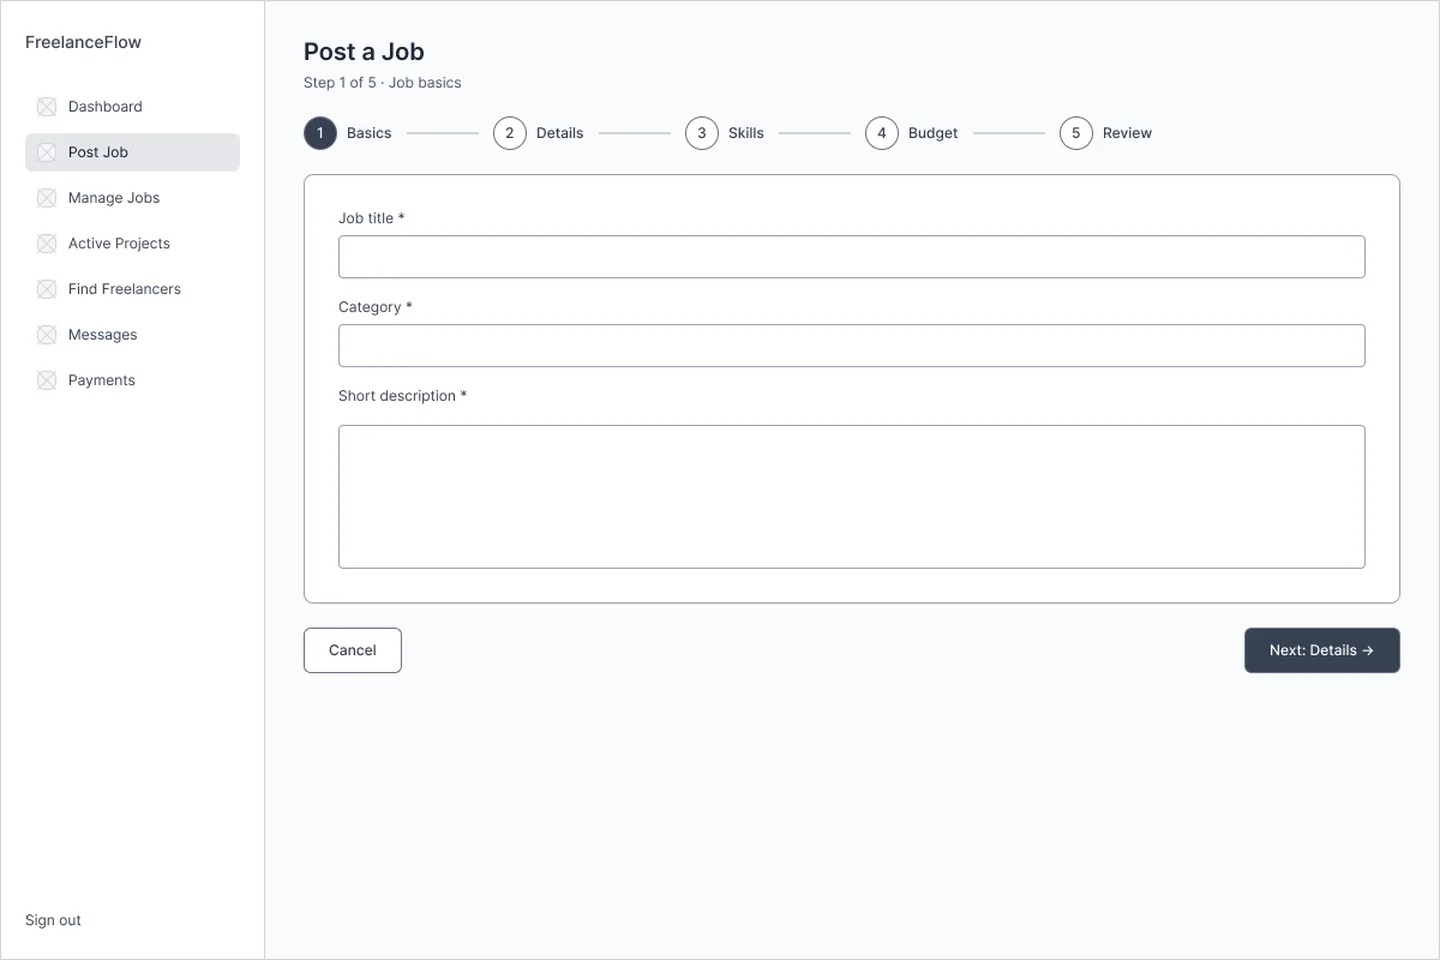 FreelanceFlow
Dashboard
Post Job
Manage Jobs
Active Projects
Find Freelancers
Messages
Payments
Sign out
Post a Job
Step 1 of 5 · Job basics
1 Basics 2 Details 3 Skills 4 Budget 5 Review
Job title *
Category *
Short description *
Cancel
Next: Details →